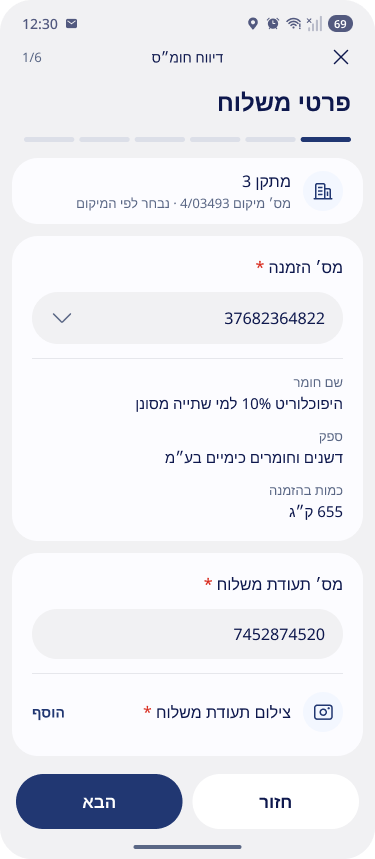 12:30
69
דיווח חומ״ס
1/6
פרטי משלוח
מתקן 3
מס׳ מיקום 4/03493 · נבחר לפי המיקום
מס׳ הזמנה *
37682364822
שם חומר
היפוכלוריט 10% למי שתייה מסונן
ספק
דשנים וחומרים כימיים בע״מ
כמות בהזמנה
655 ק״ג
מס׳ תעודת משלוח *
7452874520
צילום תעודת משלוח *
הוסף
חזור
הבא